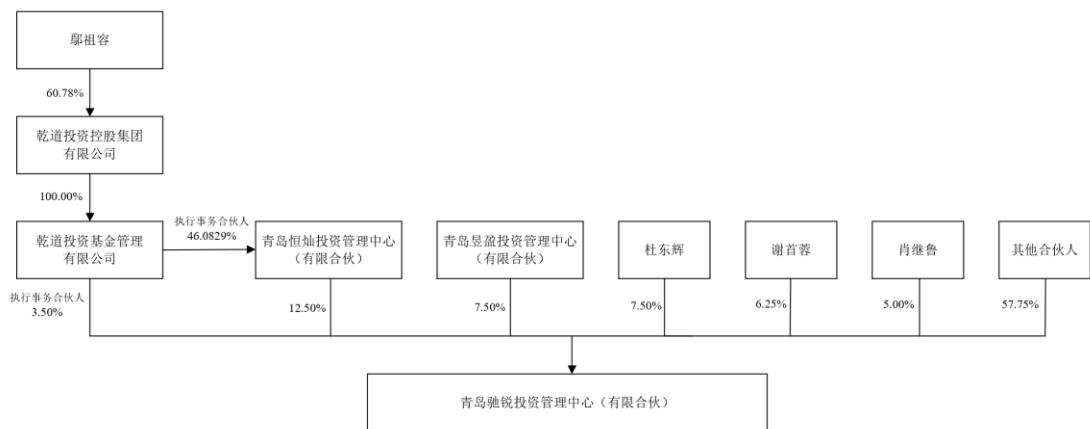 鄢祖容
60.78%
乾道投资控股集团
有限公司
100.00%
乾道投资基金管理
有限公司
执行事务合伙人
46.0829%
青岛恒灿投资管理中心
（有限合伙）
青岛昱盈投资管理中心
（有限合伙）
杜东辉
谢首蓉
肖继鲁
其他合伙人
执行事务合伙人
3.50%
12.50%
7.50%
7.50%
6.25%
5.00%
57.75%
青岛驰锐投资管理中心（有限合伙）